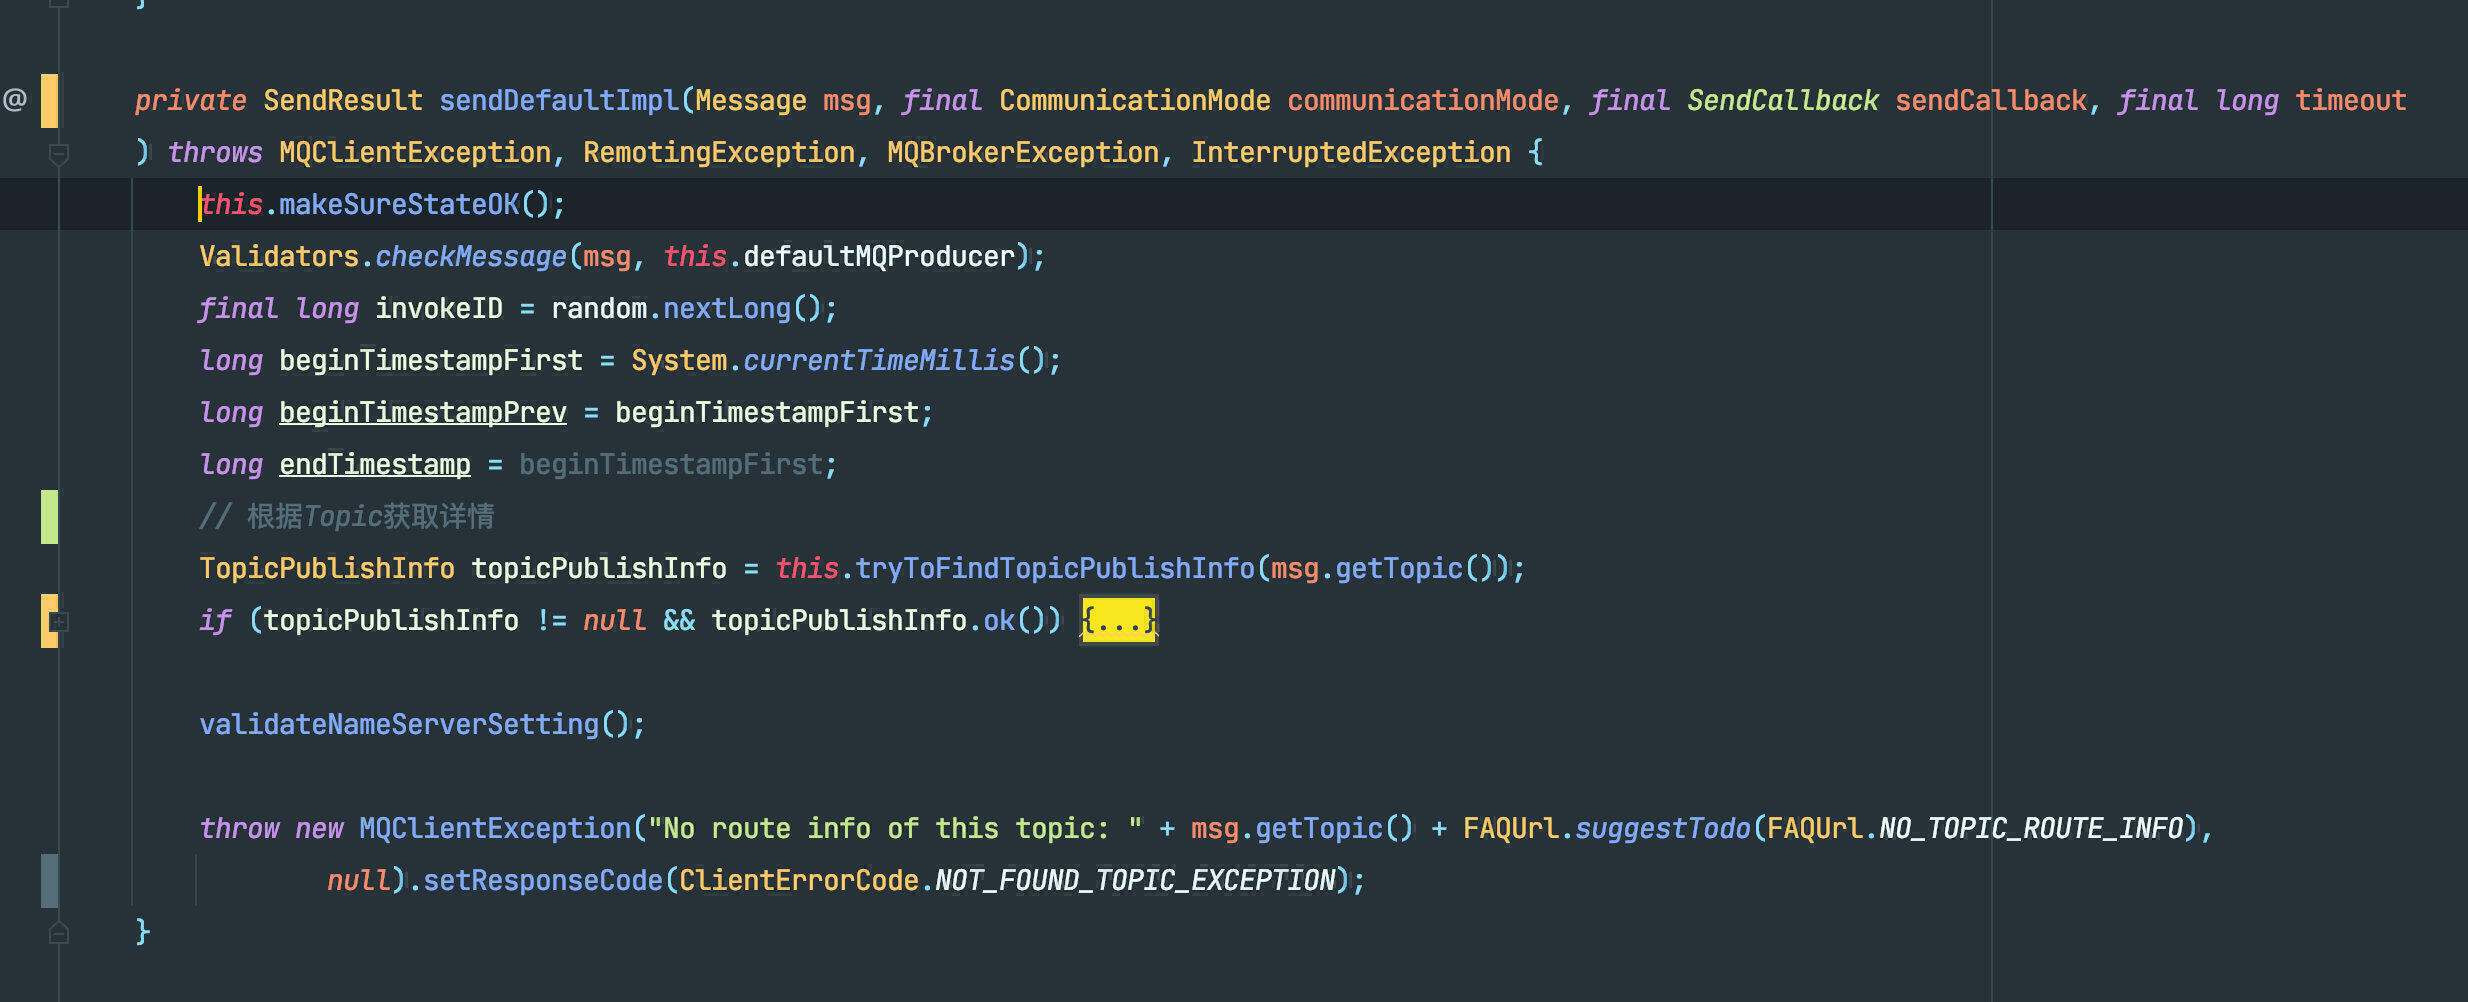 }
@ private SendResult sendDefaultImpl(Message msg, final CommunicationMode communicationMode, final SendCallback sendCallback, final long timeout
) throws MQClientException, RemotingException, MQBrokerException, InterruptedException {
this.makeSureStateOK();
Validators.checkMessage(msg, this.defaultMQProducer);
final long invokeID = random.nextLong();
long beginTimestampFirst = System.currentTimeMillis();
long beginTimestampPrev = beginTimestampFirst;
long endTimestamp = beginTimestampFirst;
// 根据Topic获取详情
TopicPublishInfo topicPublishInfo = this.tryToFindTopicPublishInfo(msg.getTopic());
if (topicPublishInfo != null && topicPublishInfo.ok()) {...}
validateNameServerSetting();
throw new MQClientException("No route info of this topic: " + msg.getTopic() + FAQUrl.suggestTodo(FAQUrl.NO_TOPIC_ROUTE_INFO),
null).setResponseCode(ClientErrorCode.NOT_FOUND_TOPIC_EXCEPTION);
}